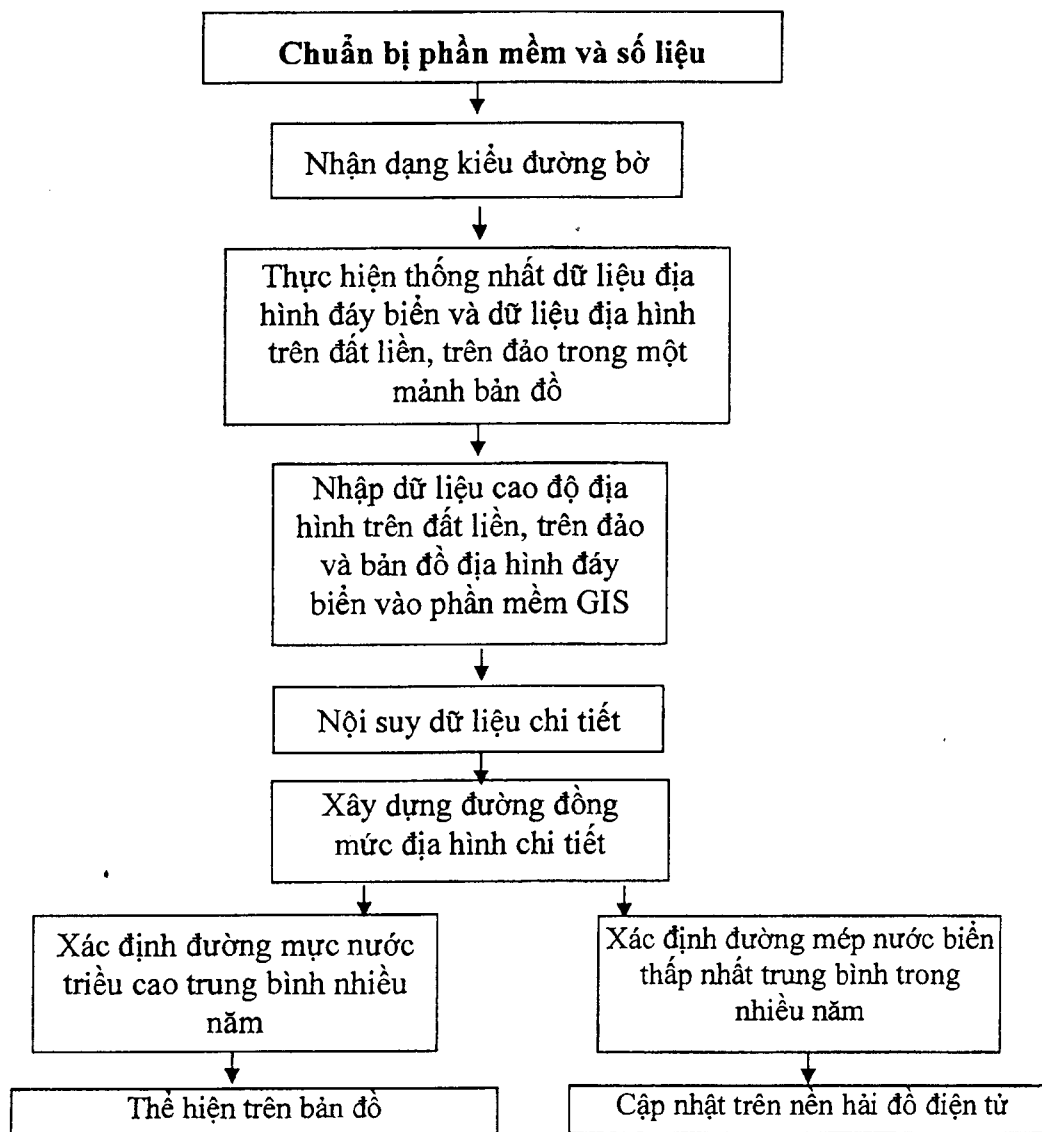 Chuẩn bị phần mềm và số liệu
Nhận dạng kiểu đường bờ
Thực hiện thống nhất dữ liệu địa
hình đáy biển và dữ liệu địa hình
trên đất liền, trên đảo trong một
mảnh bản đồ
Nhập dữ liệu cao độ địa
hình trên đất liền, trên đảo
và bản đồ địa hình đáy
biển vào phần mềm GIS
Nội suy dữ liệu chi tiết
Xây dựng đường đồng
mức địa hình chi tiết
Xác định đường mực nước
triều cao trung bình nhiều
năm
Xác định đường mép nước biển
thấp nhất trung bình trong
nhiều năm
Thể hiện trên bản đồ
Cập nhật trên nền hải đồ điện tử